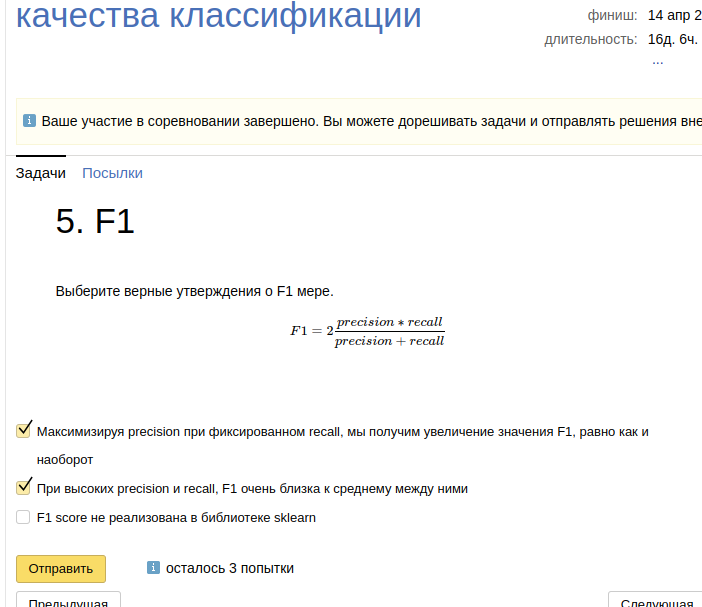 качества классификации
финиш: 14 апр 2
длительность: 16д. 6ч.
...
Ваше участие в соревновании завершено. Вы можете дорешивать задачи и отправлять решения вне
Задачи Посылки
5. F1
Выберите верные утверждения о F1 мере.
F1 = 2 precision * recall
precision + recall
Максимизируя precision при фиксированном recall, мы получим увеличение значения F1, равно как и
наоборот
При высоких precision и recall, F1 очень близка к среднему между ними
F1 score не реализована в библиотеке sklearn
Отправить осталось 3 попытки
Предыдущая Следующая